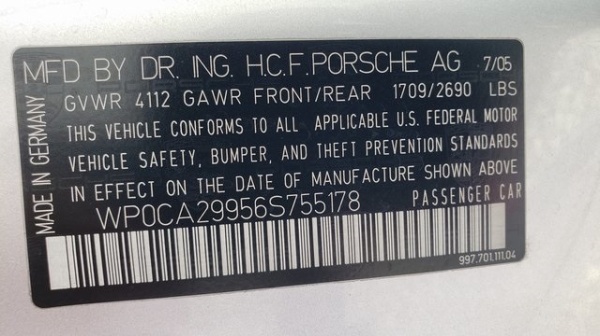 MFD BY DR. ING. H.C.F.PORSCHE AG 7/05
GVWR 4112 GAWR FRONT/REAR 1709/2690 LBS
THIS VEHICLE CONFORMS TO ALL APPLICABLE U.S. FEDERAL MOTOR
VEHICLE SAFETY, BUMPER, AND THEFT PREVENTION STANDARDS
IN EFFECT ON THE DATE OF MANUFACTURE SHOWN ABOVE
WP0CA29956S755178 PASSENGER CAR
997.701.111.04
MADE IN GERMANY